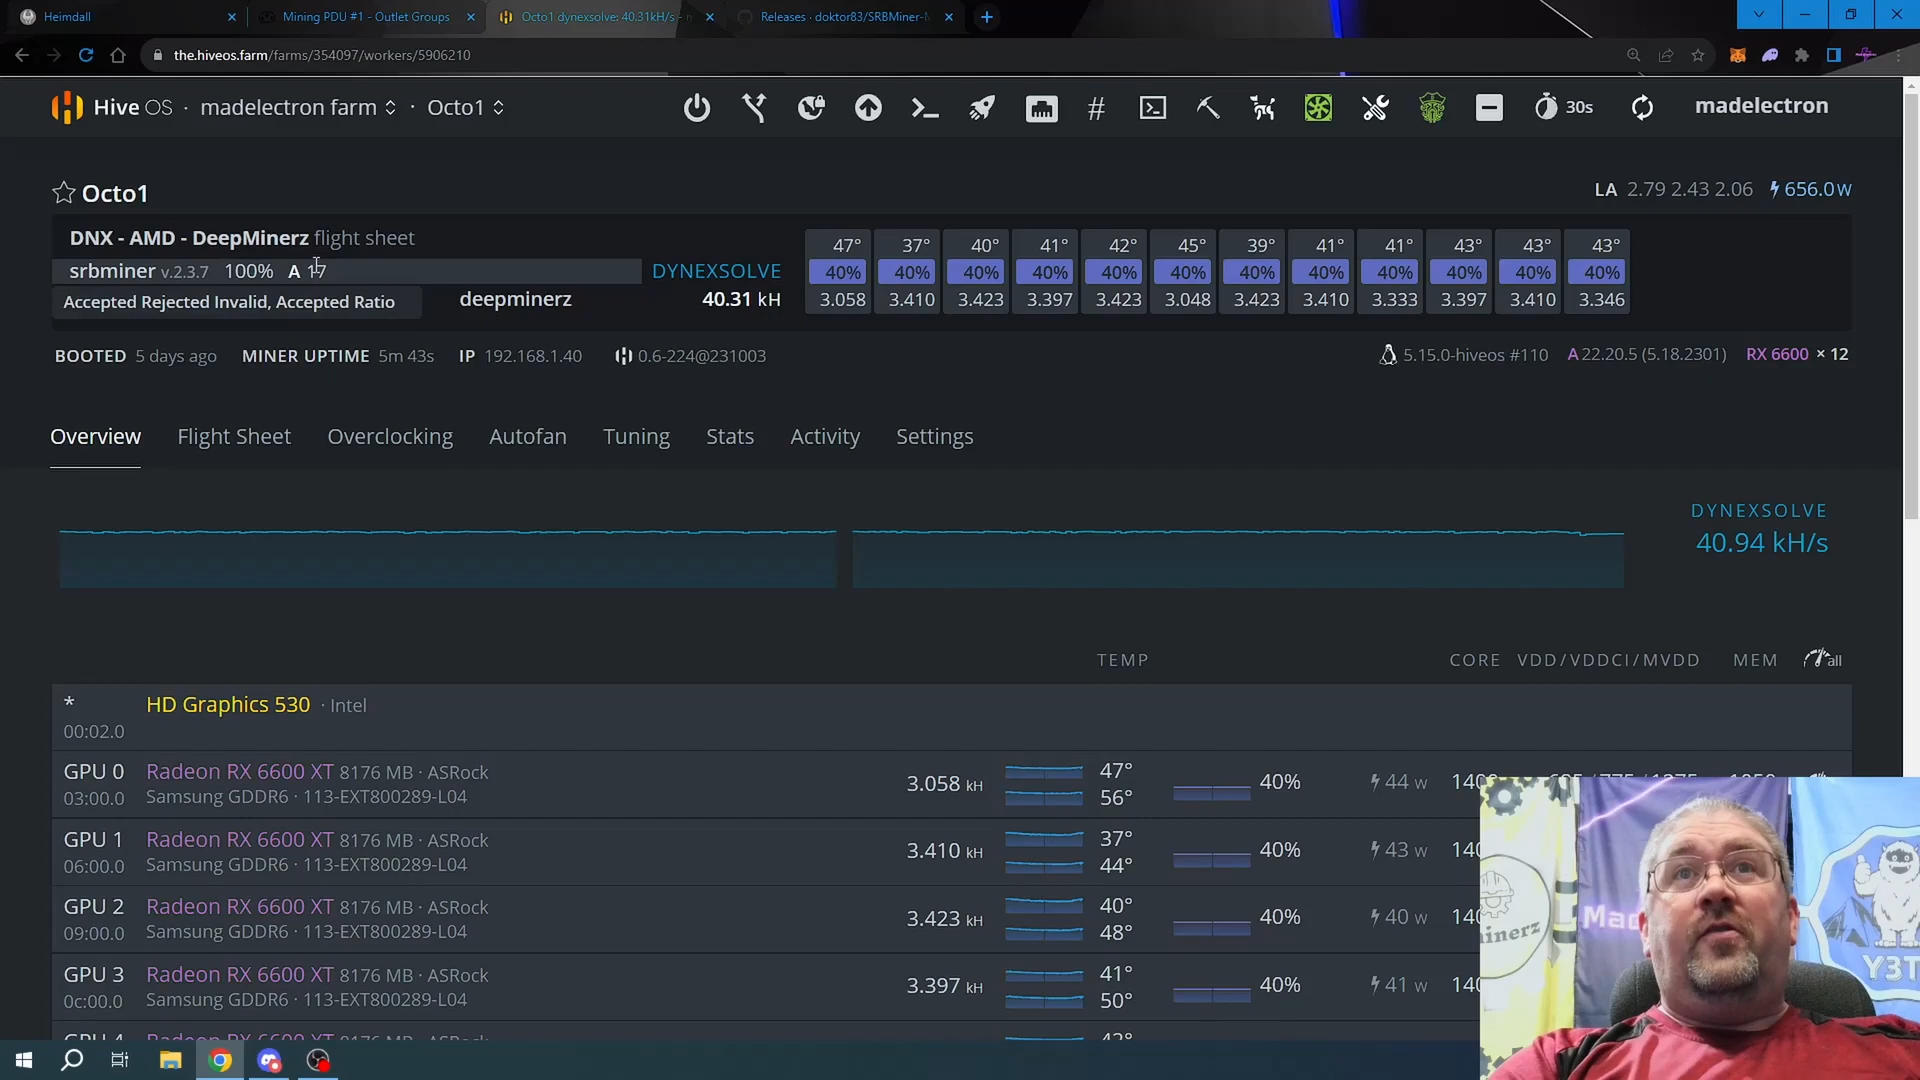 Heimdall
Mining PDU #1 - Outlet Groups
Octo1 dynexsolve: 40.31kH/s -
Releases · doktor83/SRBMiner-
the.hiveos.farm/farms/354097/workers/5906210
Hive OS · madelectron farm · Octo1
30s
madelectron
Octo1
LA 2.79 2.43 2.06 656.0 W
DNX - AMD - DeepMinerz flight sheet
47° 37° 40° 41° 42° 45° 39° 41° 41° 43° 43° 43°
srbminer v.2.3.7 100% A 17 DYNEXSOLVE
40% 40% 40% 40% 40% 40% 40% 40% 40% 40% 40% 40%
Accepted Rejected Invalid, Accepted Ratio
deepminerz 40.31 kH
3.058 3.410 3.423 3.397 3.423 3.048 3.423 3.410 3.333 3.397 3.410 3.346
BOOTED 5 days ago MINER UPTIME 5m 43s IP 192.168.1.40 0.6-224@231003
5.15.0-hiveos #110 A 22.20.5 (5.18.2301) RX 6600 × 12
Overview Flight Sheet Overclocking Autofan Tuning Stats Activity Settings
DYNEXSOLVE
40.94 kH/s
TEMP CORE VDD/VDDCI/MVDD MEM all
* HD Graphics 530 · Intel
00:02.0
GPU 0 Radeon RX 6600 XT 8176 MB · ASRock
03:00.0 Samsung GDDR6 · 113-EXT800289-L04
3.058 kH 47° 56° 40% 44 W
GPU 1 Radeon RX 6600 XT 8176 MB · ASRock
06:00.0 Samsung GDDR6 · 113-EXT800289-L04
3.410 kH 37° 44° 40% 43 W
GPU 2 Radeon RX 6600 XT 8176 MB · ASRock
09:00.0 Samsung GDDR6 · 113-EXT800289-L04
3.423 kH 40° 48° 40% 40 W
GPU 3 Radeon RX 6600 XT 8176 MB · ASRock
0c:00.0 Samsung GDDR6 · 113-EXT800289-L04
3.397 kH 41° 50° 40% 41 W
minerz
Mad
Y3T